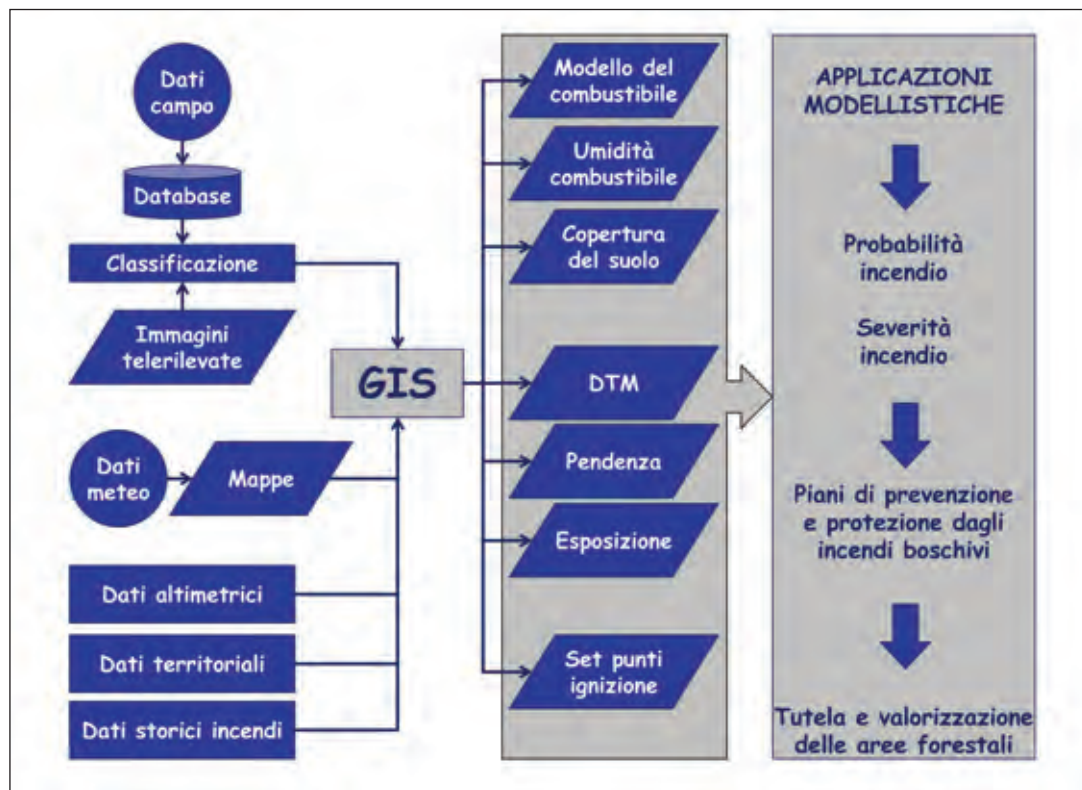 Dati
campo
Database
Classificazione
Immagini
telerilevate
Dati
meteo
Mappe
Dati altimetrici
Dati territoriali
Dati storici incendi
GIS
Modello del
combustibile
Umidità
combustibile
Copertura
del suolo
DTM
Pendenza
Esposizione
Set punti
ignizione
APPLICAZIONI
MODELLISTICHE
Probabilità
incendio
Severità
incendio
Piani di prevenzione
e protezione dagli
incendi boschivi
Tutela e valorizzazione
delle aree forestali